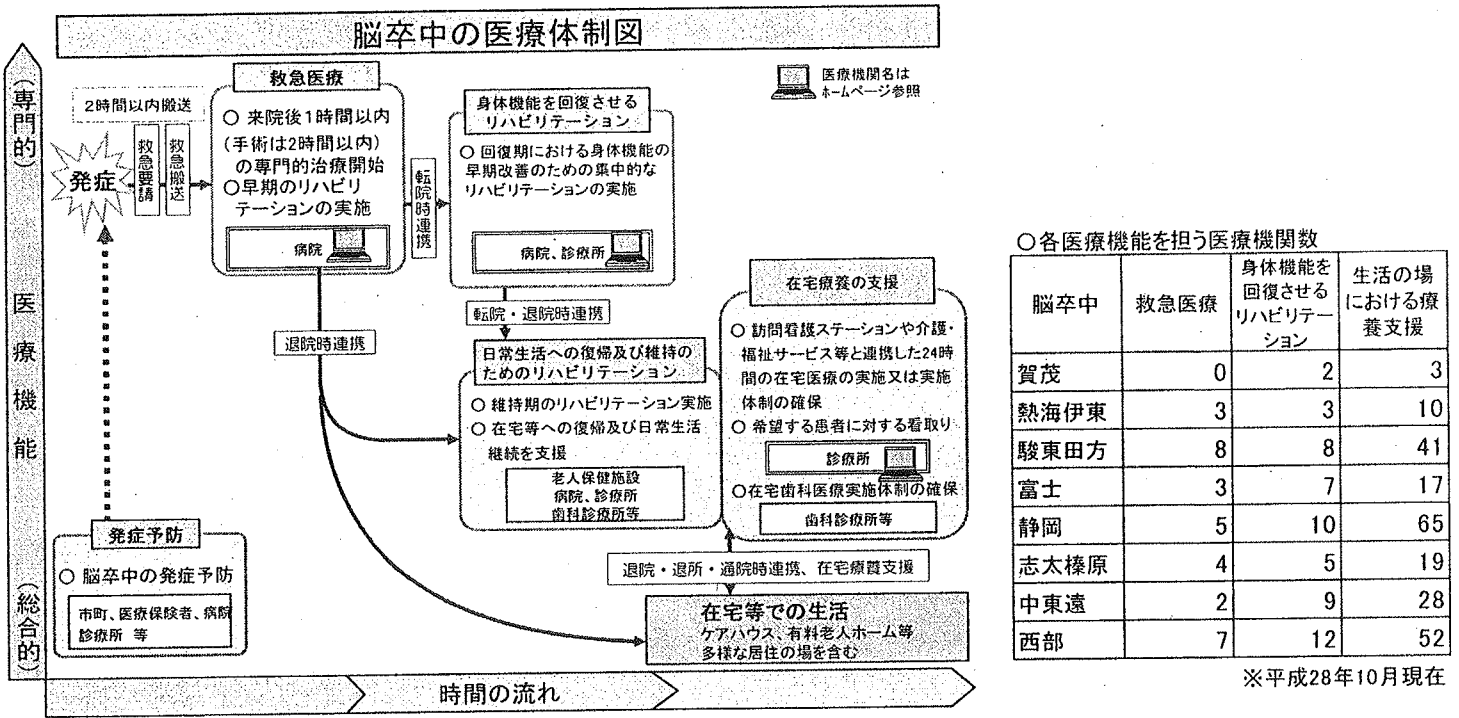 脳卒中の医療体制図
医療機関名は
ホームページ参照
(専門的)
医療機能
(総合的)
2時間以内搬送
発症
救急要請
救急搬送
救急医療
○ 来院後1時間以内
(手術は2時間以内)
の専門的治療開始
○早期のリハビリ
テーションの実施
病院
転院時連携
身体機能を回復させる
リハビリテーション
○ 回復期における身体機能の
早期改善のための集中的な
リハビリテーションの実施
病院、診療所
転院・退院時連携
退院時連携
日常生活への復帰及び維持の
ためのリハビリテーション
○ 維持期のリハビリテーション実施
○ 在宅等への復帰及び日常生活
継続を支援
老人保健施設
病院、診療所
歯科診療所等
在宅療養の支援
○ 訪問看護ステーションや介護・
福祉サービス等と連携した24時
間の在宅医療の実施又は実施
体制の確保
○ 希望する患者に対する看取り
診療所
○在宅歯科医療実施体制の確保
歯科診療所等
退院・退所・通院時連携、在宅療養支援
在宅等での生活
ケアハウス、有料老人ホーム等
多様な居住の場を含む
発症予防
○ 脳卒中の発症予防
市町、医療保険者、病院
診療所 等
時間の流れ
○各医療機能を担う医療機関数
脳卒中 救急医療 身体機能を回復させるリハビリテーション 生活の場における療養支援
賀茂 0 2 3
熱海伊東 3 3 10
駿東田方 8 8 41
富士 3 7 17
静岡 5 10 65
志太榛原 4 5 19
中東遠 2 9 28
西部 7 12 52
※平成28年10月現在